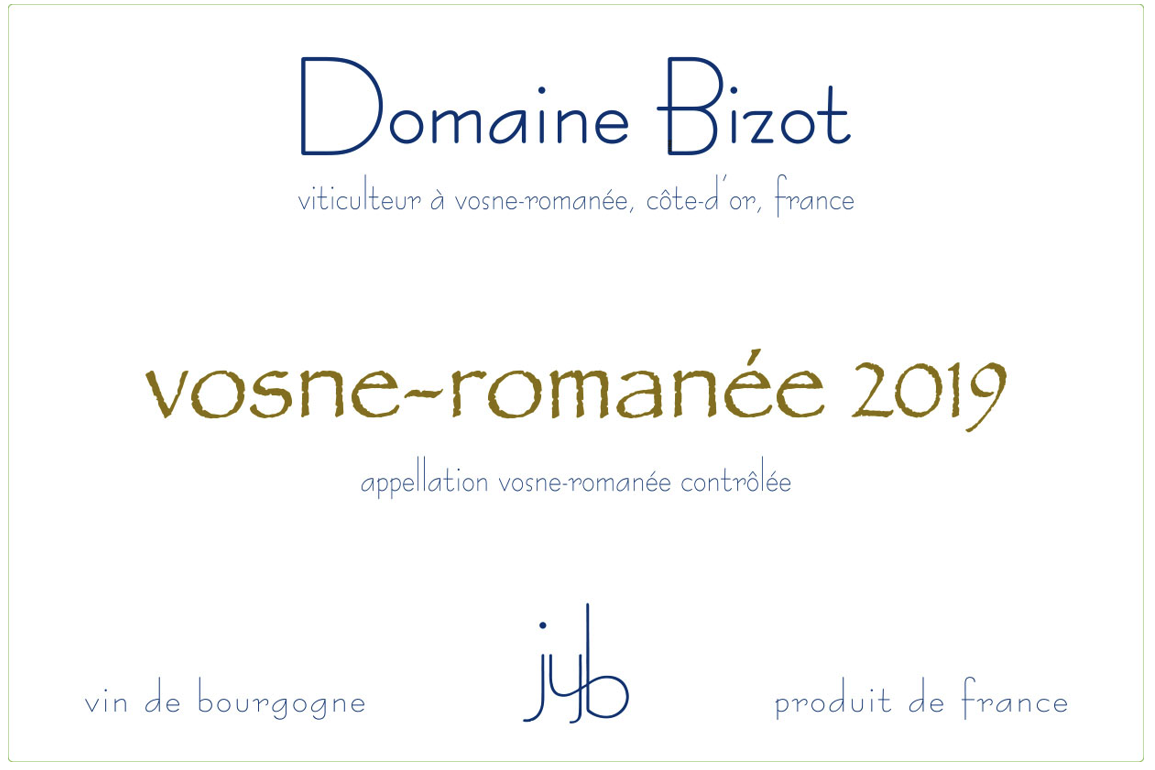 Domaine Bizot
viticulteur à vosne-romanée, côte-d'or, france
vosne-romanée 2019
appellation vosne-romanée contrôlée
jyb
vin de bourgogne
produit de france